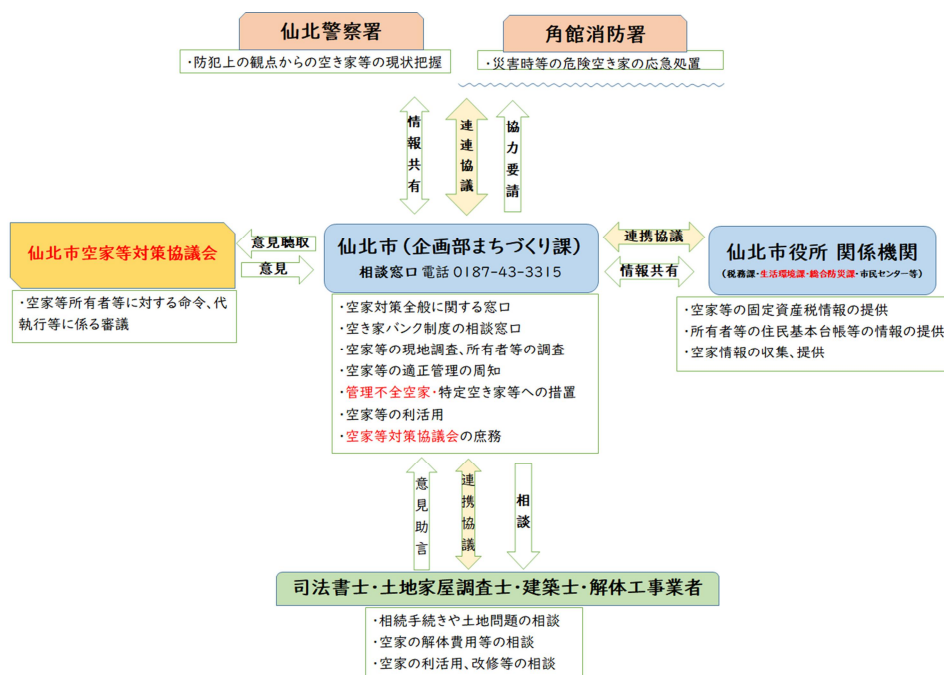 仙北警察署
・防犯上の観点からの空き家等の現状把握
角館消防署
・災害時等の危険空き家の応急処置
情報共有
連連協議
協力要請
仙北市空家等対策協議会
・空家等所有者等に対する命令、代
執行等に係る審議
意見聴取
意見
仙北市(企画部まちづくり課)
相談窓口 電話 0187-43-3315
・空家対策全般に関する窓口
・空き家バンク制度の相談窓口
・空家等の現地調査、所有者等の調査
・空家等の適正管理の周知
・管理不全空家・特定空き家等への措置
・空家等の利活用
・空家等対策協議会の庶務
連携協議
情報共有
仙北市役所 関係機関
(税務課・生活環境課・総合防災課・市民センター等)
・空家等の固定資産税情報の提供
・所有者等の住民基本台帳等の情報の提供
・空家情報の収集、提供
意見助言
連携協議
相談
司法書士・土地家屋調査士・建築士・解体工事業者
・相続手続きや土地問題の相談
・空家の解体費用等の相談
・空家の利活用、改修等の相談